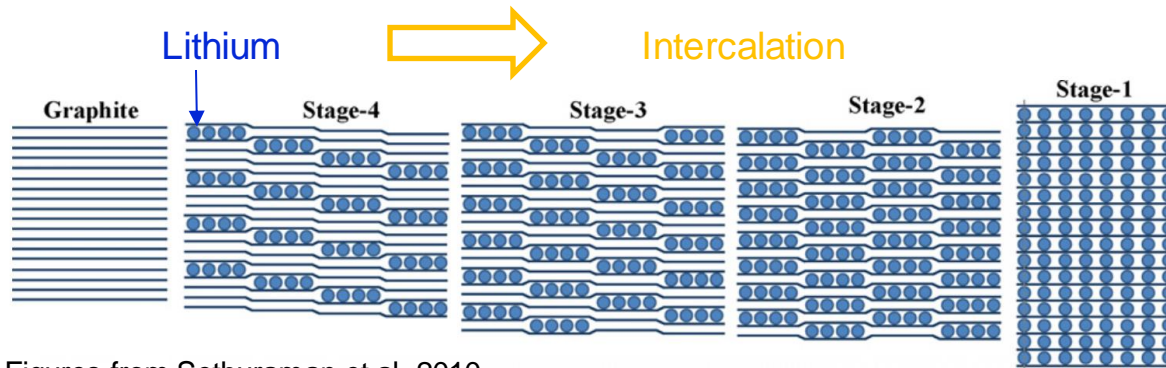 Lithium
Intercalation
Graphite
Stage-4
Stage-3
Stage-2
Stage-1
Figures from Sethuraman et al. 2010